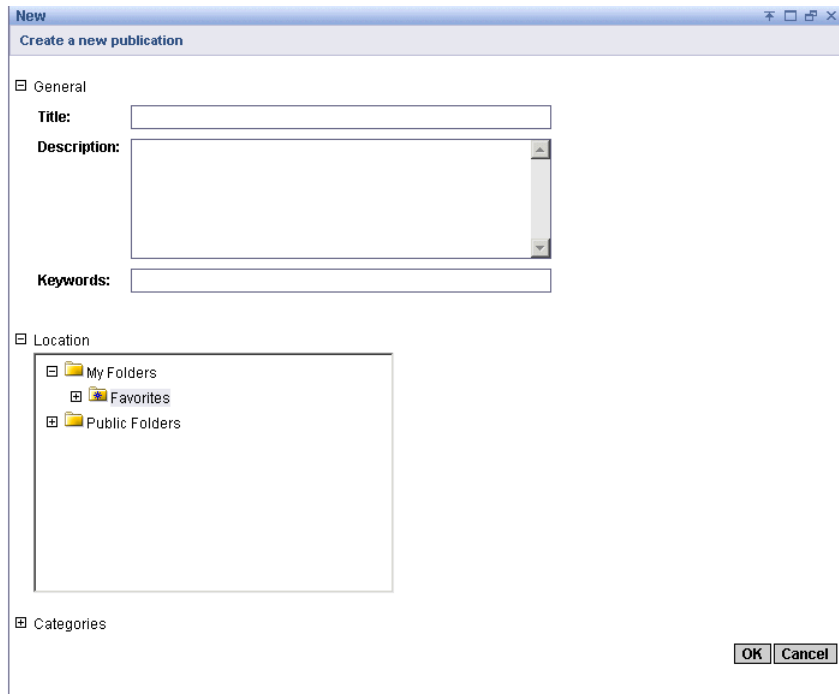 New
Create a new publication
General
Title:
Description:
Keywords:
Location
My Folders
Favorites
Public Folders
Categories
OK Cancel